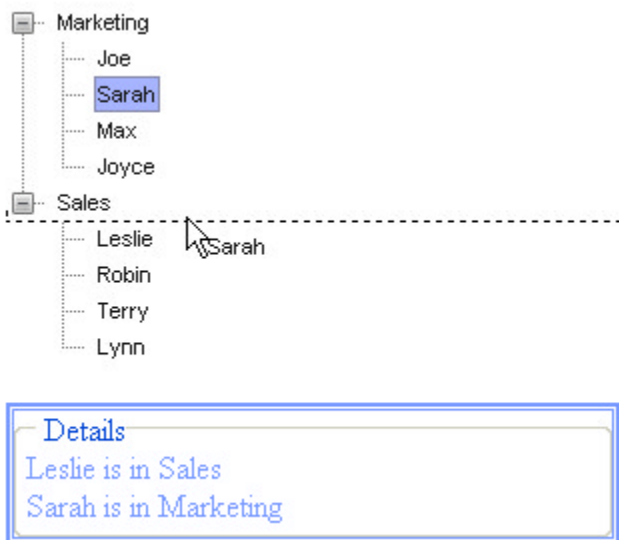 Marketing
Joe
Sarah
Max
Joyce
Sales
Leslie
Sarah
Robin
Terry
Lynn
Details
Leslie is in Sales
Sarah is in Marketing